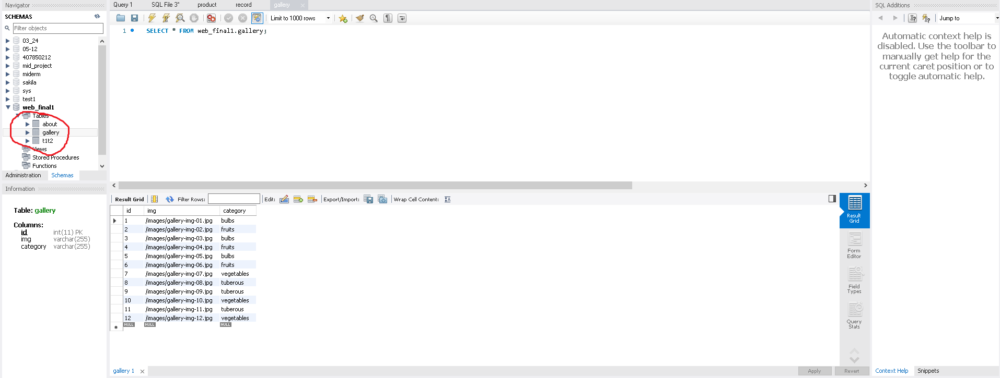 Navigator
SCHEMAS
Filter objects
03_24
05-12
407850212
mid_project
miderm
sakila
sys
test1
web_final1
Tables
about
gallery
t1t2
Views
Stored Procedures
Functions
Administration Schemas
Information
Table: gallery
Columns:
id int(11) PK
img varchar(255)
category varchar(255)
Query 1 SQL File 3* product record gallery
Limit to 1000 rows
1 SELECT * FROM web_final1.gallery;
Result Grid Filter Rows: Edit: Export/Import: Wrap Cell Content:
id img category
1 /images/gallery-img-01.jpg bulbs
2 /images/gallery-img-02.jpg fruits
3 /images/gallery-img-03.jpg bulbs
4 /images/gallery-img-04.jpg fruits
5 /images/gallery-img-05.jpg bulbs
6 /images/gallery-img-06.jpg fruits
7 /images/gallery-img-07.jpg vegetables
8 /images/gallery-img-08.jpg tuberous
9 /images/gallery-img-09.jpg tuberous
10 /images/gallery-img-10.jpg vegetables
11 /images/gallery-img-11.jpg tuberous
12 /images/gallery-img-12.jpg vegetables
NULL NULL NULL
Result
Grid
Form
Editor
Field
Types
Query
Stats
gallery 1
Apply Revert
SQL Additions
Jump to
Automatic context help is
disabled. Use the toolbar to
manually get help for the
current caret position or to
toggle automatic help.
Context Help Snippets